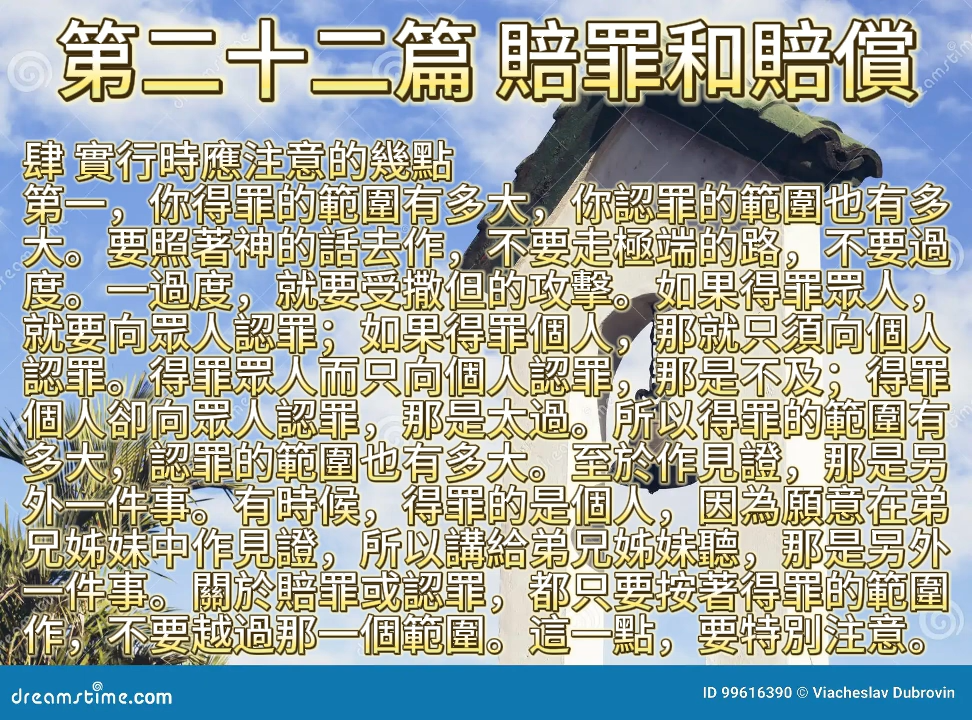 第二十二篇 賠罪和賠償
肆 實行時應注意的幾點
第一，你得罪的範圍有多大，你認罪的範圍也有多
大。要照著神的話去作，不要走極端的路，不要過
度。一過度，就要受撒但的攻擊。如果得罪眾人，
就要向眾人認罪；如果得罪個人，那就只須向個人
認罪。得罪眾人而只向個人認罪，那是不及；得罪
個人卻向眾人認罪，那是太過。所以得罪的範圍有
多大，認罪的範圍也有多大。至於作見證，那是另
外一件事。有時候，得罪的是個人，因為願意在弟
兄姊妹中作見證，所以講給弟兄姊妹聽，那是另外
一件事。關於賠罪或認罪，都只要按著得罪的範圍
作，不要越過那一個範圍。這一點，要特別注意。
dreamstime.com
ID 99616390 © Viacheslav Dubrovin